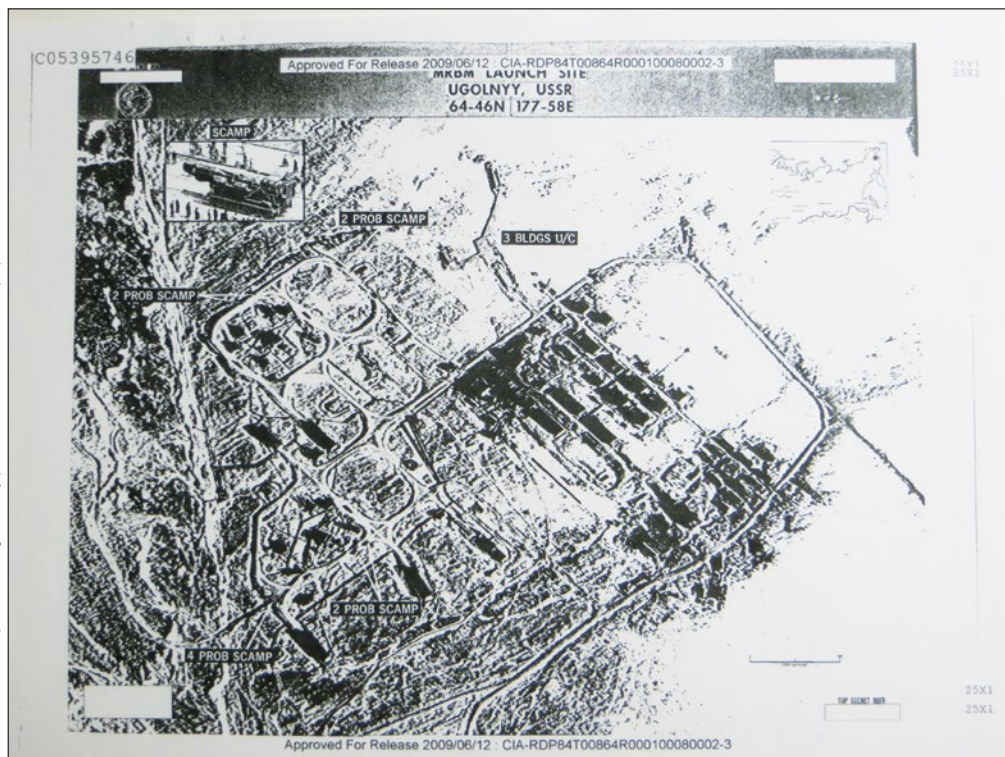 C05395746
Approved For Release 2009/06/12 : CIA-RDP84T00864R000100080002-3
25X1
25X1
MRBM LAUNCH SITE
UGOLNYY, USSR
64-46N 177-58E
SCAMP
2 PROB SCAMP
3 BLDGS U/C
2 PROB SCAMP
2 PROB SCAMP
4 PROB SCAMP
TOP SECRET RUFF
25X1
25X1
Approved For Release 2009/06/12 : CIA-RDP84T00864R000100080002-3